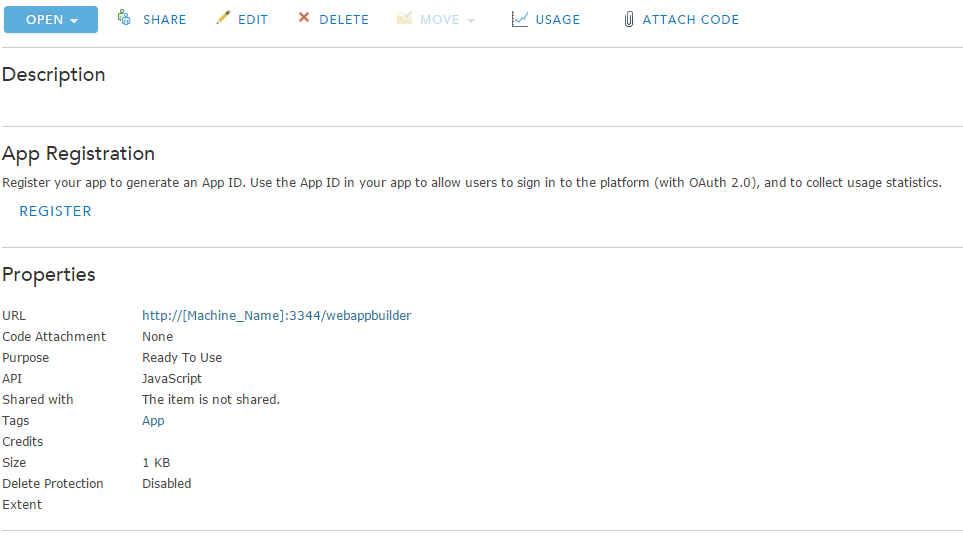 OPEN SHARE EDIT DELETE MOVE USAGE ATTACH CODE
Description
App Registration
Register your app to generate an App ID. Use the App ID in your app to allow users to sign in to the platform (with OAuth 2.0), and to collect usage statistics.
REGISTER
Properties
URL http://[Machine_Name]:3344/webappbuilder
Code Attachment None
Purpose Ready To Use
API JavaScript
Shared with The item is not shared.
Tags App
Credits
Size 1 KB
Delete Protection Disabled
Extent